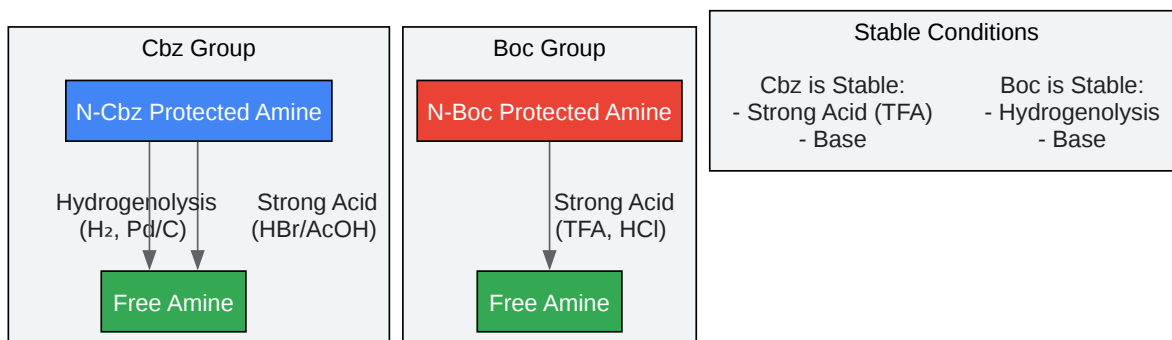 Cbz Group
N-Cbz Protected Amine
Hydrogenolysis
(H₂, Pd/C)
Strong Acid
(HBr/AcOH)
Free Amine
Boc Group
N-Boc Protected Amine
Strong Acid
(TFA, HCl)
Free Amine
Stable Conditions
Cbz is Stable:
- Strong Acid (TFA)
- Base
Boc is Stable:
- Hydrogenolysis
- Base